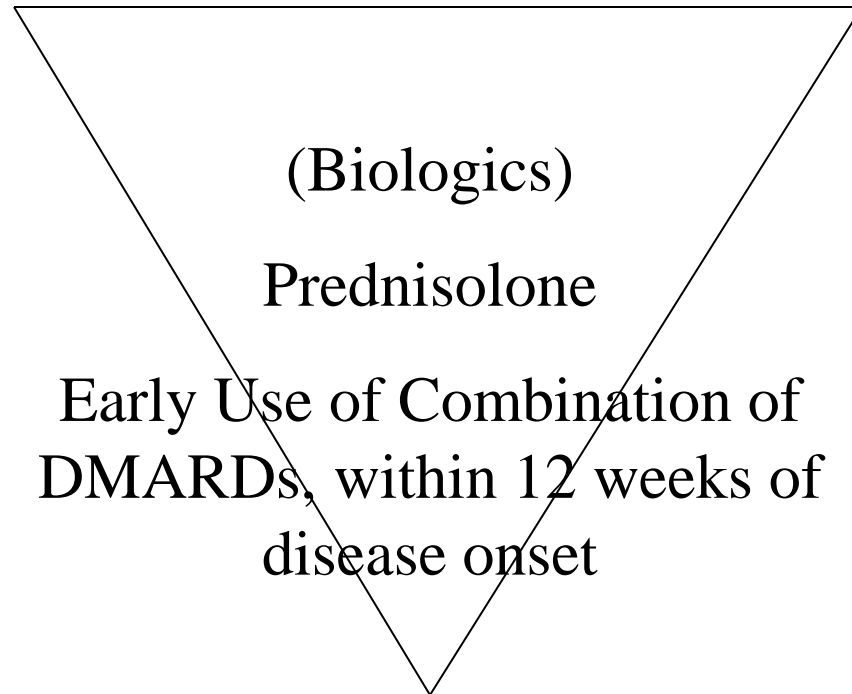 (Biologics)
Prednisolone
Early Use of Combination of
DMARDs, within 12 weeks of
disease onset